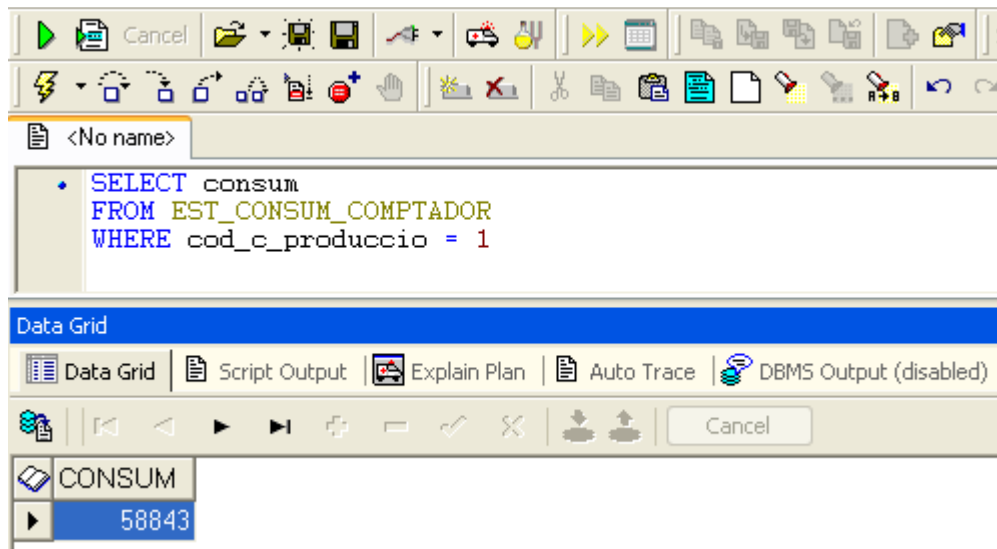 Cancel
<No name>
SELECT consum
FROM EST_CONSUM_COMPTADOR
WHERE cod_c_produccio = 1
Data Grid
Data Grid Script Output Explain Plan Auto Trace DBMS Output (disabled)
Cancel
CONSUM
58843